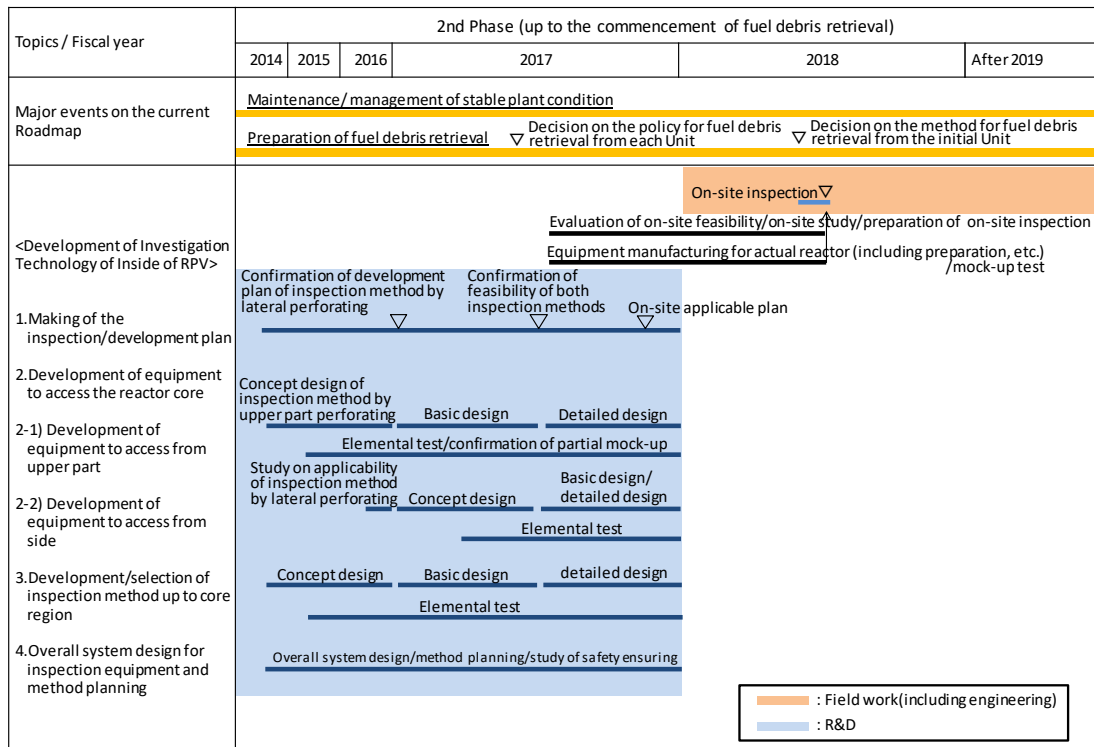 Topics / Fiscal year
2nd Phase (up to the commencement of fuel debris retrieval)
2014
2015
2016
2017
2018
After 2019
Major events on the current
Roadmap
Maintenance/ management of stable plant condition
Preparation of fuel debris retrieval
Decision on the policy for fuel debris
retrieval from each Unit
Decision on the method for fuel debris
retrieval from the initial Unit
<Development of Investigation
Technology of Inside of RPV>
On-site inspection
Evaluation of on-site feasibility/on-site study/preparation of on-site inspection
Equipment manufacturing for actual reactor (including preparation, etc.)
/mock-up test
1.Making of the
inspection/development plan
Confirmation of development
plan of inspection method by
lateral perforating
Confirmation of
feasibility of both
inspection methods
On-site applicable plan
2.Development of equipment
to access the reactor core
2-1) Development of
equipment to access from
upper part
Concept design of
inspection method by
upper part perforating
Basic design
Detailed design
Elemental test/confirmation of partial mock-up
2-2) Development of
equipment to access from
side
Study on applicability
of inspection method
by lateral perforating
Concept design
Basic design/
detailed design
Elemental test
3.Development/selection of
inspection method up to core
region
Concept design
Basic design
detailed design
Elemental test
4.Overall system design for
inspection equipment and
method planning
Overall system design/method planning/study of safety ensuring
: Field work(including engineering)
: R&D